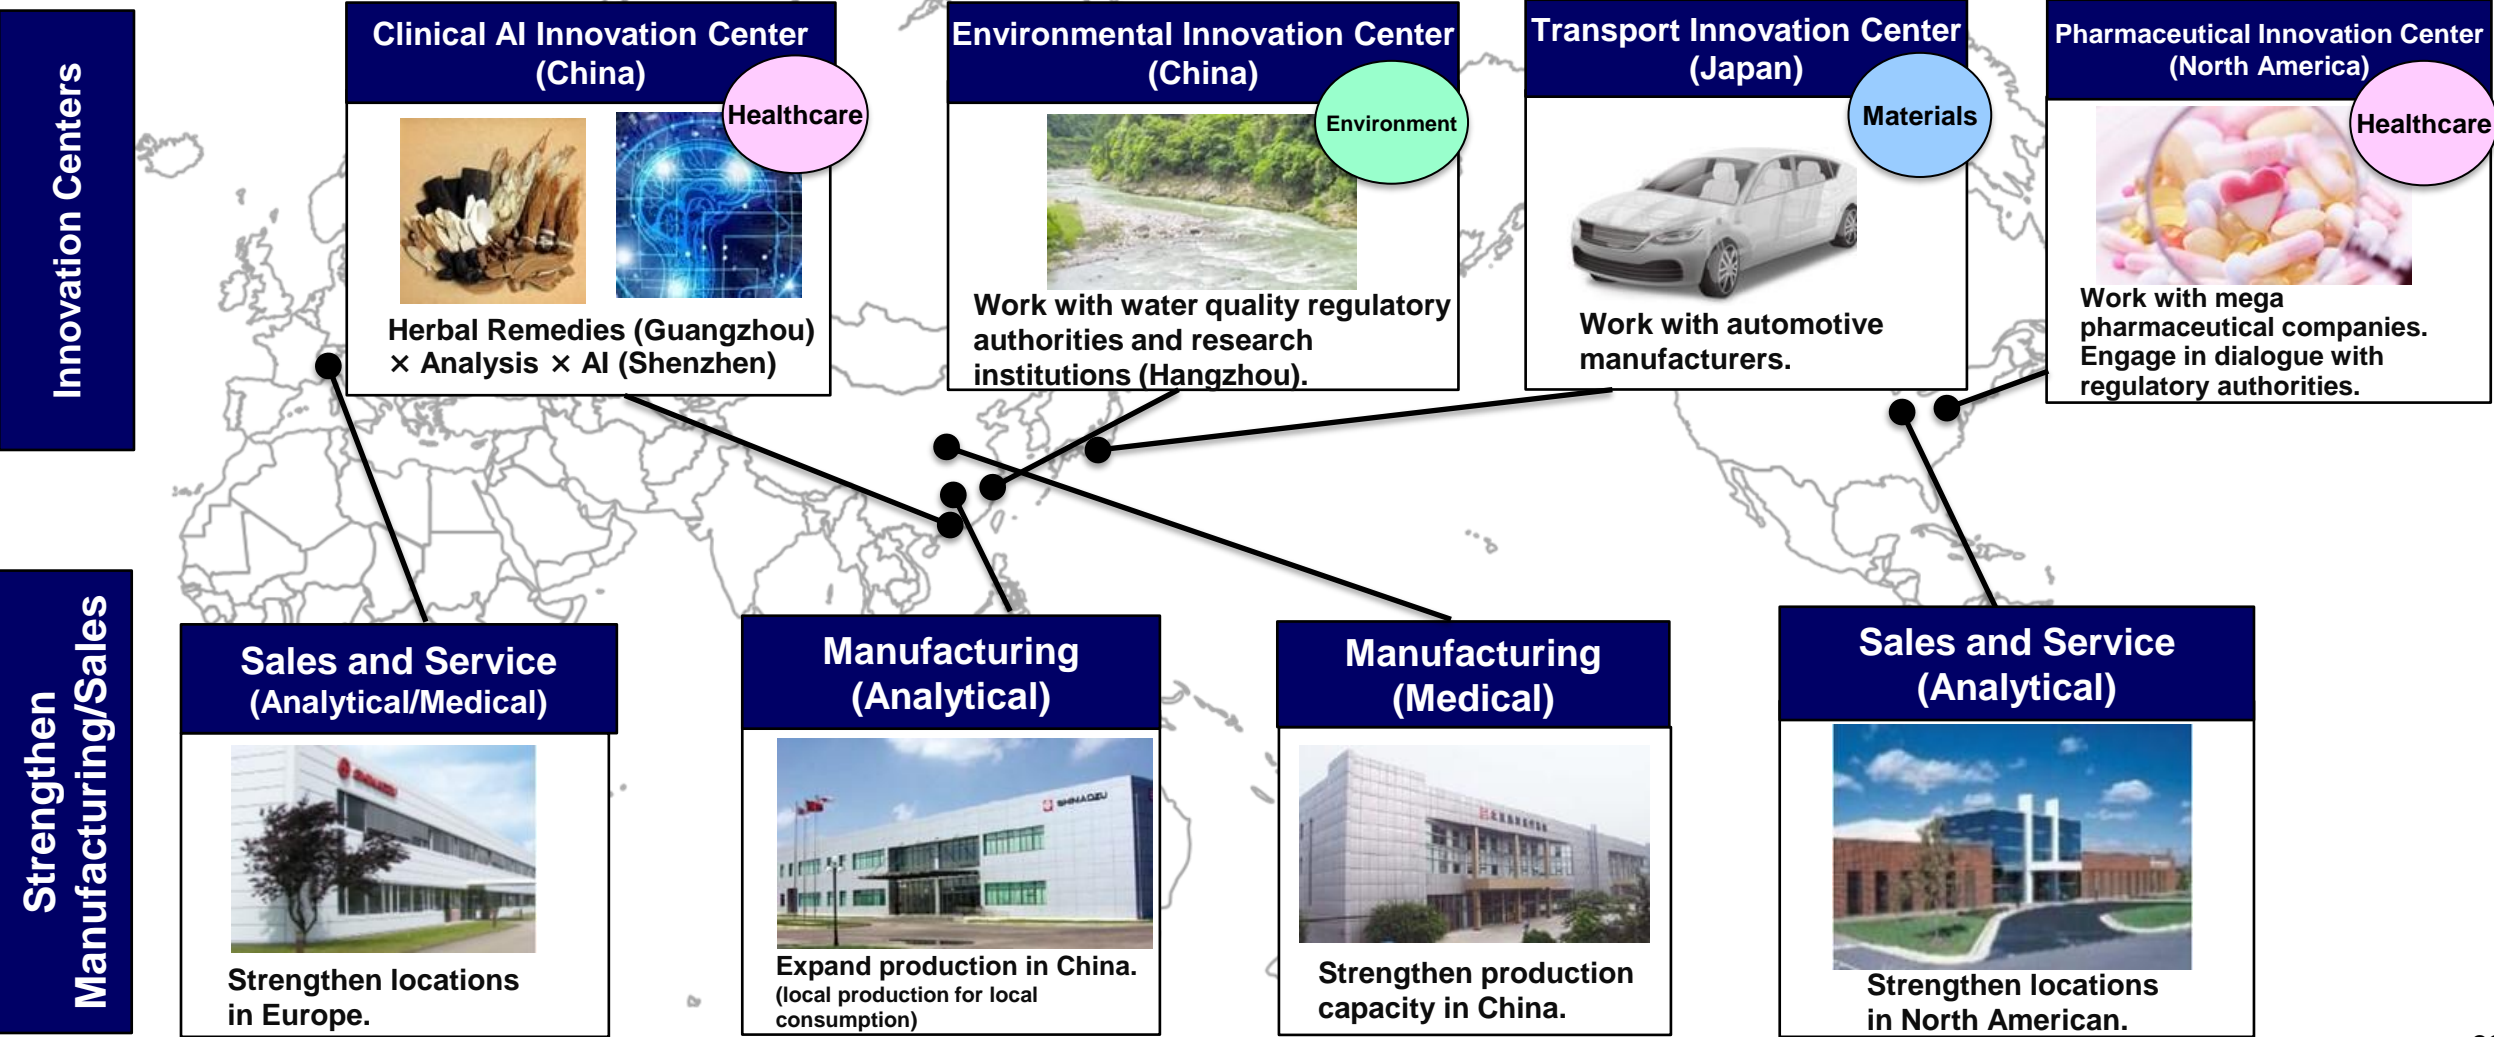 Innovation Centers
Clinical AI Innovation Center
(China)
Healthcare
Herbal Remedies (Guangzhou)
× Analysis × AI (Shenzhen)
Environmental Innovation Center
(China)
Environment
Work with water quality regulatory
authorities and research
institutions (Hangzhou).
Transport Innovation Center
(Japan)
Materials
Work with automotive
manufacturers.
Pharmaceutical Innovation Center
(North America)
Healthcare
Work with mega
pharmaceutical companies.
Engage in dialogue with
regulatory authorities.
Strengthen
Manufacturing/Sales
Sales and Service
(Analytical/Medical)
SHIMADZU
Strengthen locations
in Europe.
Manufacturing
(Analytical)
SHIMADZU
Expand production in China.
(local production for local
consumption)
Manufacturing
(Medical)
Strengthen production
capacity in China.
Sales and Service
(Analytical)
Strengthen locations
in North American.